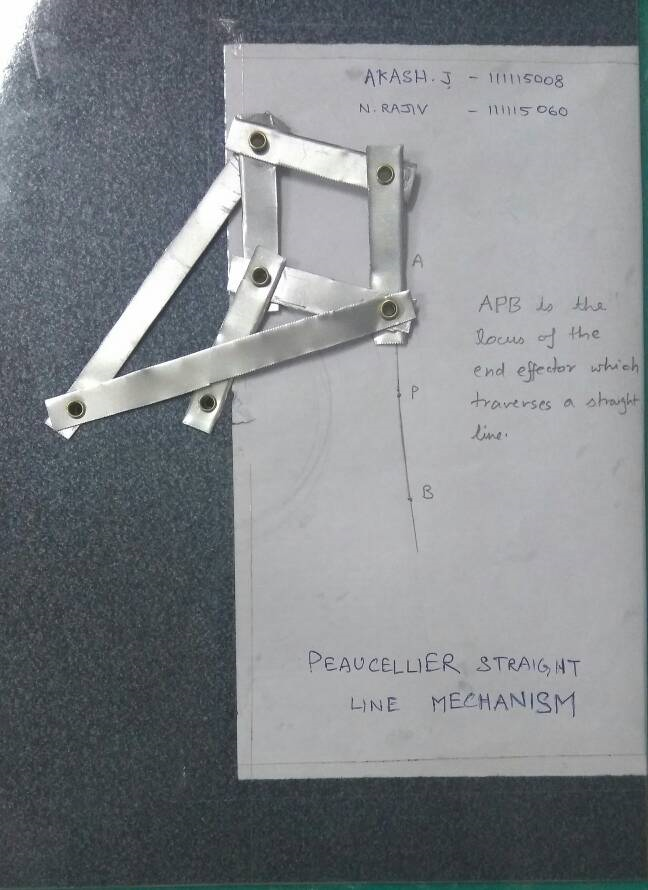 AKASH.J - 111115008
N. RAJIV - 111115060
A
APB is the
locus of the
end effector which
P
traverses a straight
line.
B
PEAUCELLIER STRAIGHT
LINE MECHANISM